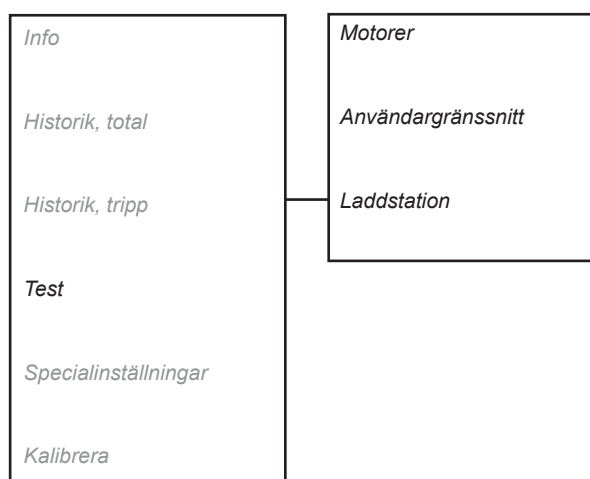 Info
Historik, total
Historik, tripp
Test
Specialinställningar
Kalibrera
Motorer
Användargränssnitt
Laddstation